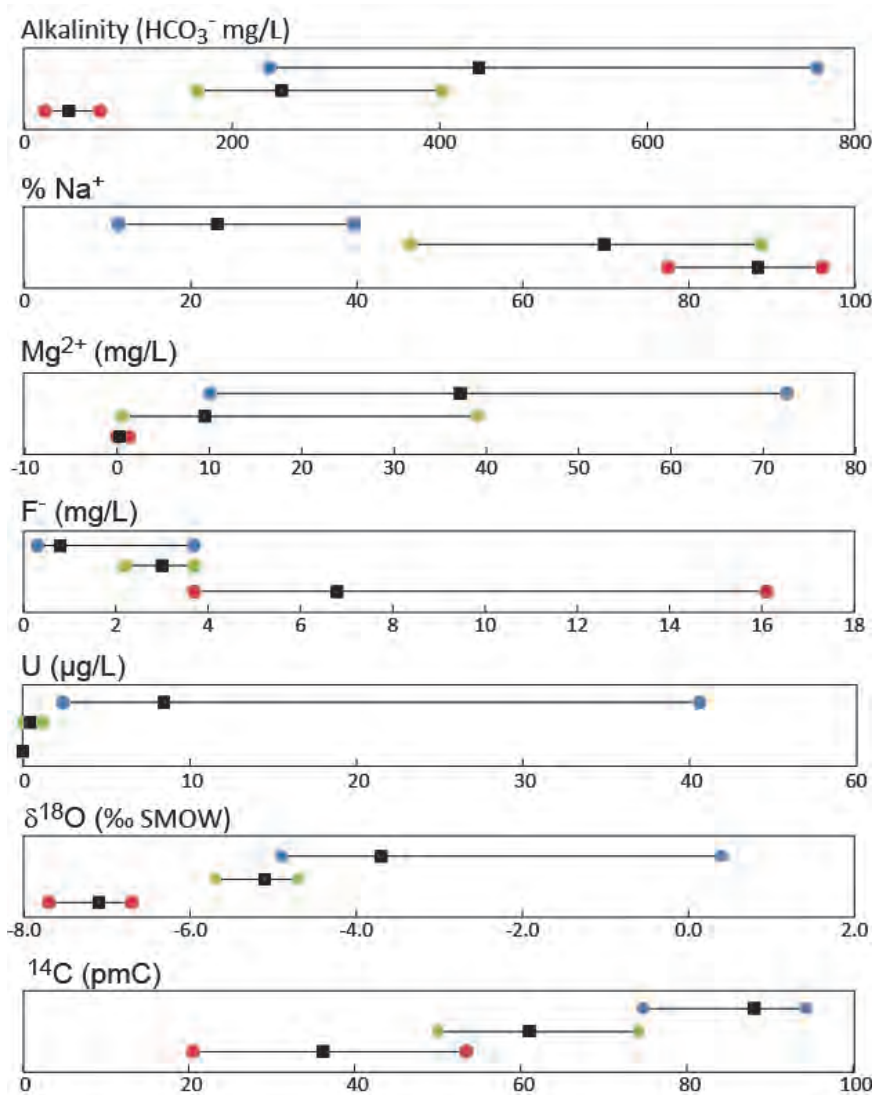 Alkalinity (HCO₃⁻ mg/L)
0 200 400 600 800
% Na⁺
0 20 40 60 80 100
Mg²⁺ (mg/L)
-10 0 10 20 30 40 50 60 70 80
F⁻ (mg/L)
0 2 4 6 8 10 12 14 16 18
U (µg/L)
0 10 20 30 40 60
δ¹⁸O (‰ SMOW)
-8.0 -6.0 -4.0 -2.0 0.0 2.0
¹⁴C (pmC)
0 20 40 60 80 100